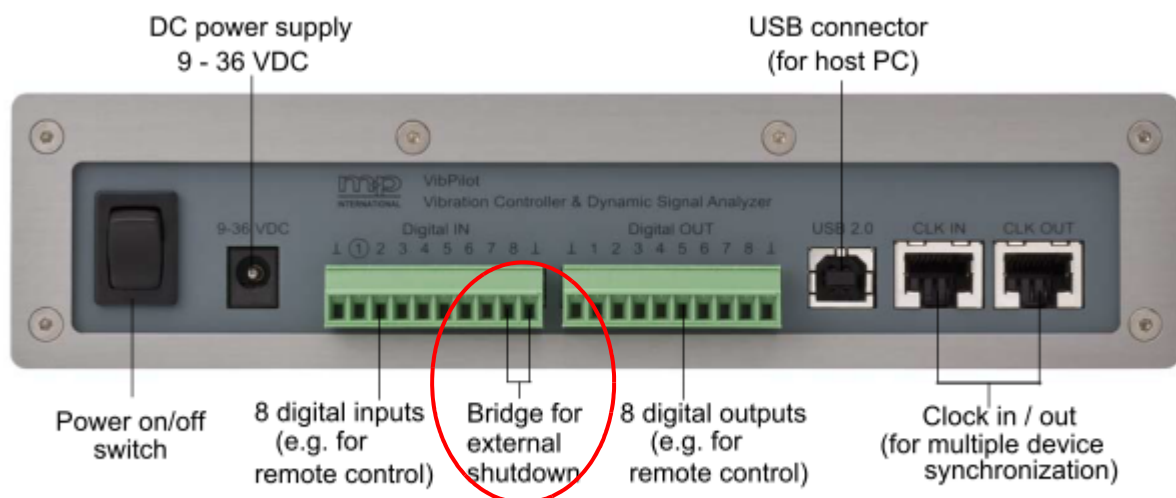 DC power supply
9 - 36 VDC
USB connector
(for host PC)
m+p
INTERNATIONAL
VibPilot
Vibration Controller & Dynamic Signal Analyzer
9-36 VDC
Digital IN
⊥ 1 2 3 4 5 6 7 8 ⊥
Digital OUT
⊥ 1 2 3 4 5 6 7 8 ⊥
USB 2.0
CLK IN
CLK OUT
Power on/off
switch
8 digital inputs
(e.g. for
remote control)
Bridge for
external
shutdown
8 digital outputs
(e.g. for
remote control)
Clock in / out
(for multiple device
synchronization)